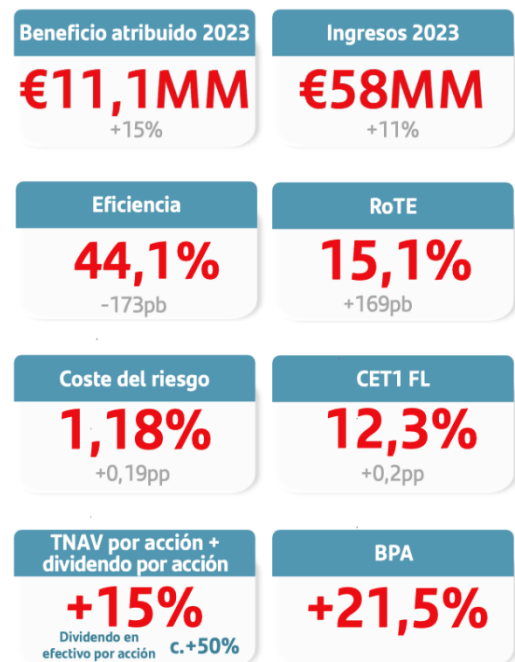 Beneficio atribuido 2023
€11,1MM
+15%
Ingresos 2023
€58MM
+11%
Eficiencia
44,1%
-173pb
RoTE
15,1%
+169pb
Coste del riesgo
1,18%
+0,19pp
CET1 FL
12,3%
+0,2pp
TNAV por acción +
dividendo por acción
+15%
Dividendo en
efectivo por acción c.+50%
BPA
+21,5%